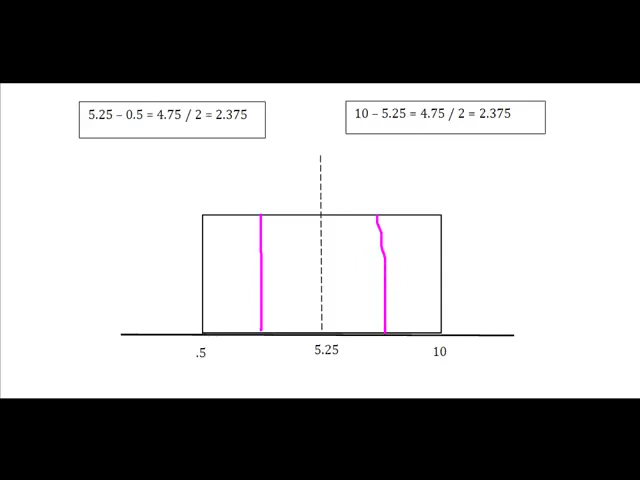 5.25 – 0.5 = 4.75 / 2 = 2.375
10 – 5.25 = 4.75 / 2 = 2.375
.5
5.25
10